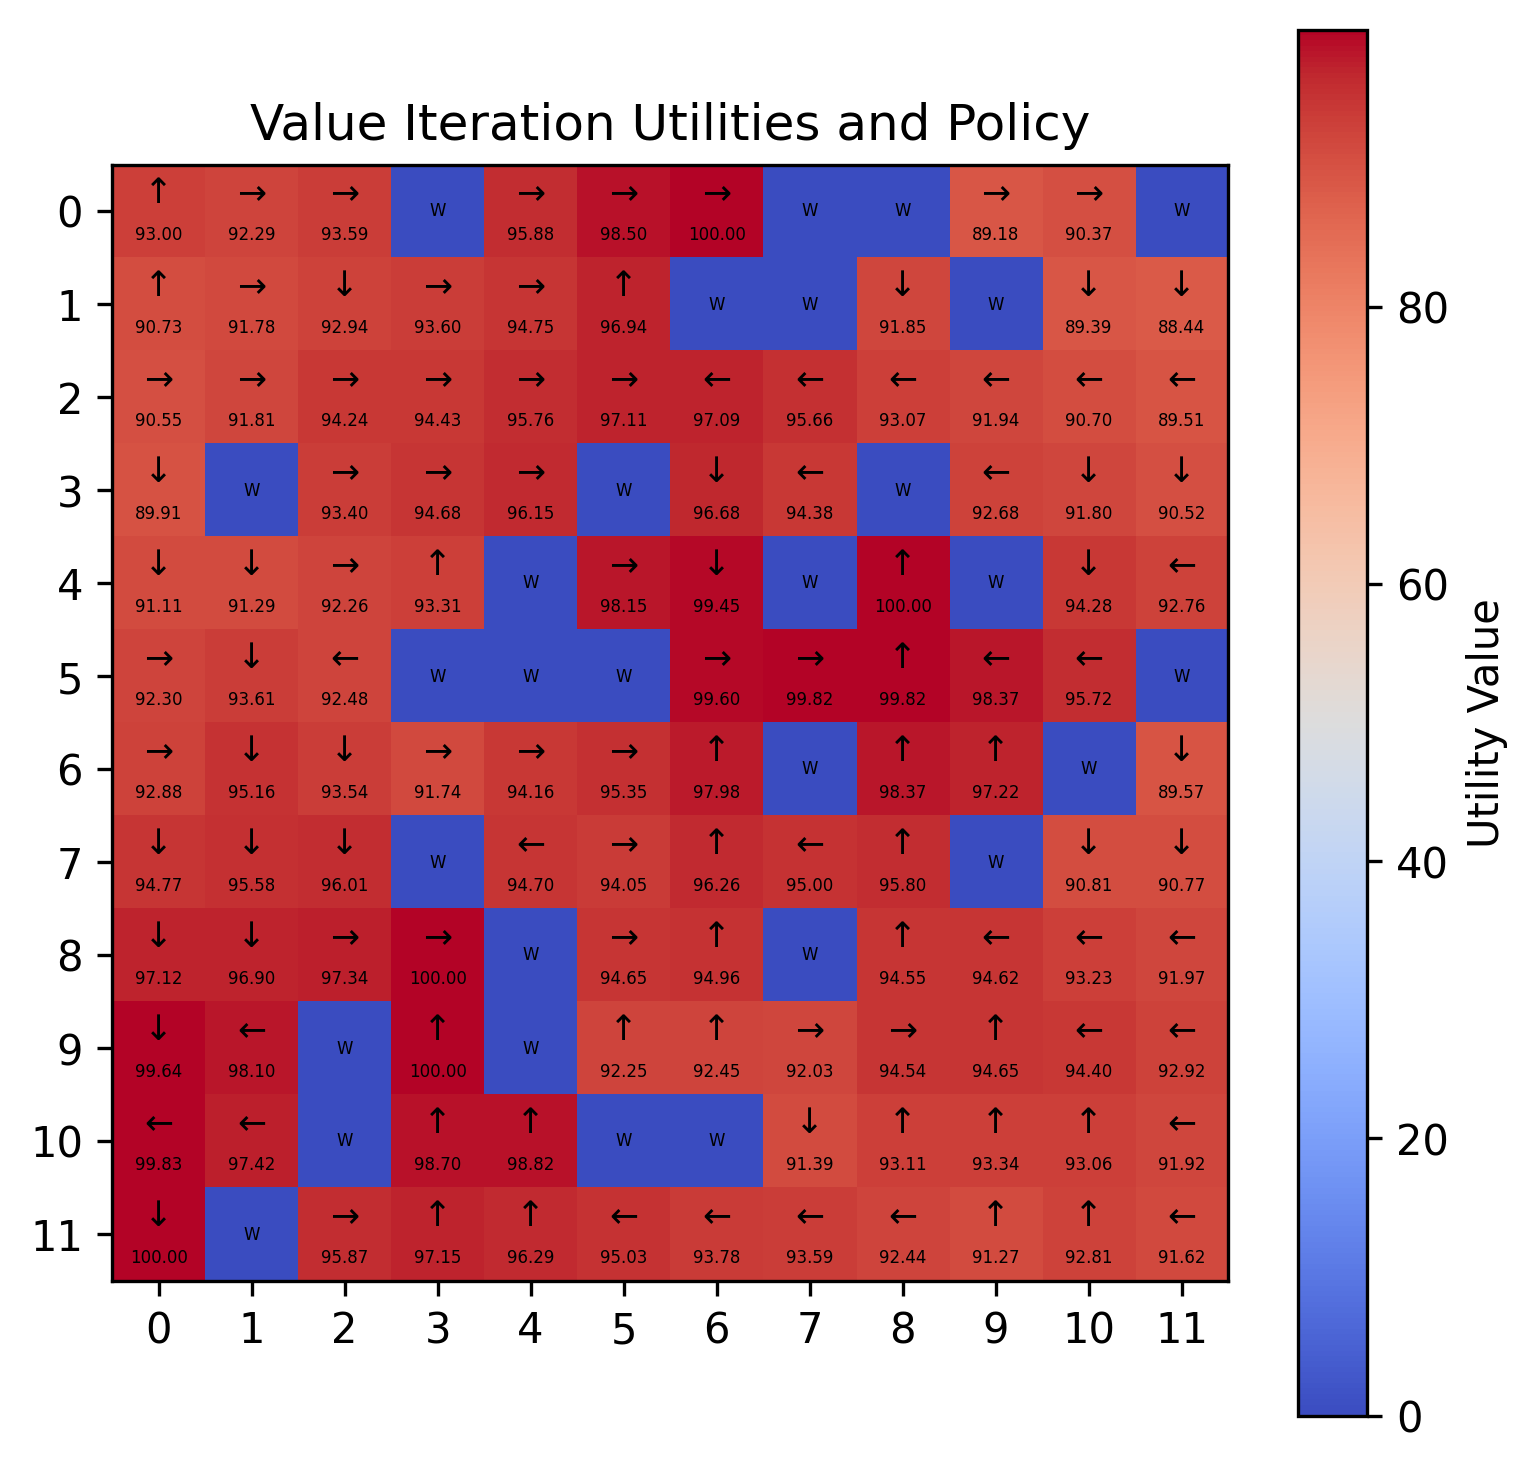 Value Iteration Utilities and Policy
0 ↑ → → W → → → W W → → W
93.00 92.29 93.59 95.88 98.50 100.00 89.18 90.37
1 ↑ → ↓ → → ↑ W W ↓ W ↓ ↓
90.73 91.78 92.94 93.60 94.75 96.94 91.85 89.39 88.44
2 → → → → → → ← ← ← ← ← ←
90.55 91.81 94.24 94.43 95.76 97.11 97.09 95.66 93.07 91.94 90.70 89.51
3 ↓ W → → → W ↓ ← W ← ↓ ↓
89.91 93.40 94.68 96.15 96.68 94.38 92.68 91.80 90.52
4 ↓ ↓ → ↑ W → ↓ W ↑ W ↓ ←
91.11 91.29 92.26 93.31 98.15 99.45 100.00 94.28 92.76
5 → ↓ ← W W W → → ↑ ← ← W
92.30 93.61 92.48 99.60 99.82 99.82 98.37 95.72
6 → ↓ ↓ → → → ↑ W ↑ ↑ W ↓
92.88 95.16 93.54 91.74 94.16 95.35 97.98 98.37 97.22 89.57
7 ↓ ↓ ↓ W ← → ↑ ← ↑ W ↓ ↓
94.77 95.58 96.01 94.70 94.05 96.26 95.00 95.80 90.81 90.77
8 ↓ ↓ → → W → ↑ W ↑ ← ← ←
97.12 96.90 97.34 100.00 94.65 94.96 94.55 94.62 93.23 91.97
9 ↓ ← W ↑ W ↑ ↑ → → ↑ ← ←
99.64 98.10 100.00 92.25 92.45 92.03 94.54 94.65 94.40 92.92
10 ← ← W ↑ ↑ W W ↓ ↑ ↑ ↑ ←
99.83 97.42 98.70 98.82 91.39 93.11 93.34 93.06 91.92
11 ↓ W → ↑ ↑ ← ← ← ← ↑ ↑ ←
100.00 95.87 97.15 96.29 95.03 93.78 93.59 92.44 91.27 92.81 91.62
0 1 2 3 4 5 6 7 8 9 10 11
80
60
40
20
0
Utility Value